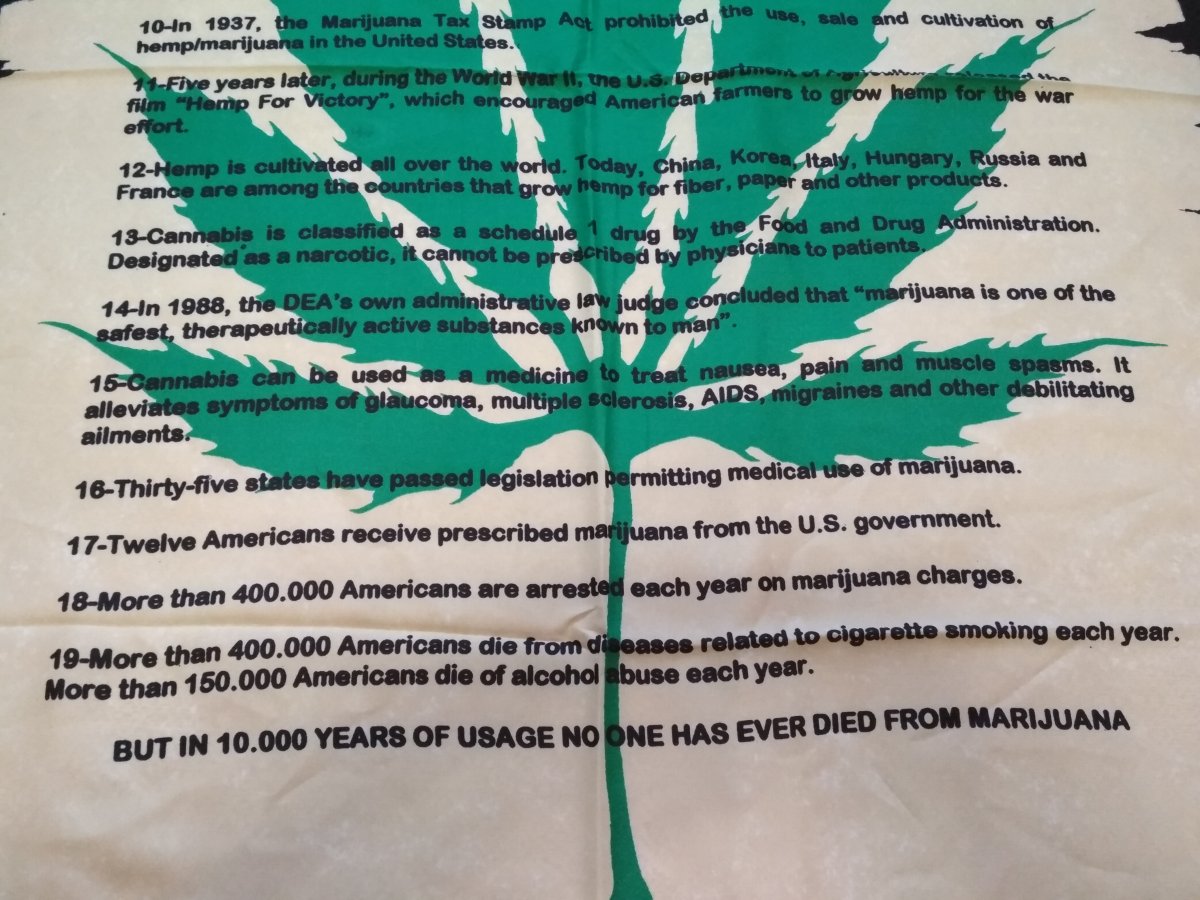 10-In 1937, the Marijuana Tax Stamp Act prohibited the use, sale and cultivation of
hemp/marijuana in the United States.
11-Five years later, during the World War II, the U.S. Department of Agriculture released the
film “Hemp For Victory”, which encouraged American farmers to grow hemp for the war
effort.
12-Hemp is cultivated all over the world. Today, China, Korea, Italy, Hungary, Russia and
France are among the countries that grow hemp for fiber, paper and other products.
13-Cannabis is classified as a schedule 1 drug by the Food and Drug Administration.
Designated as a narcotic, it cannot be prescribed by physicians to patients.
14-In 1988, the DEA’s own administrative law judge concluded that “marijuana is one of the
safest, therapeutically active substances known to man”.
15-Cannabis can be used as a medicine to treat nausea, pain and muscle spasms. It
alleviates symptoms of glaucoma, multiple sclerosis, AIDS, migraines and other debilitating
ailments.
16-Thirty-five states have passed legislation permitting medical use of marijuana.
17-Twelve Americans receive prescribed marijuana from the U.S. government.
18-More than 400.000 Americans are arrested each year on marijuana charges.
19-More than 400.000 Americans die from diseases related to cigarette smoking each year.
More than 150.000 Americans die of alcohol abuse each year.
BUT IN 10.000 YEARS OF USAGE NO ONE HAS EVER DIED FROM MARIJUANA